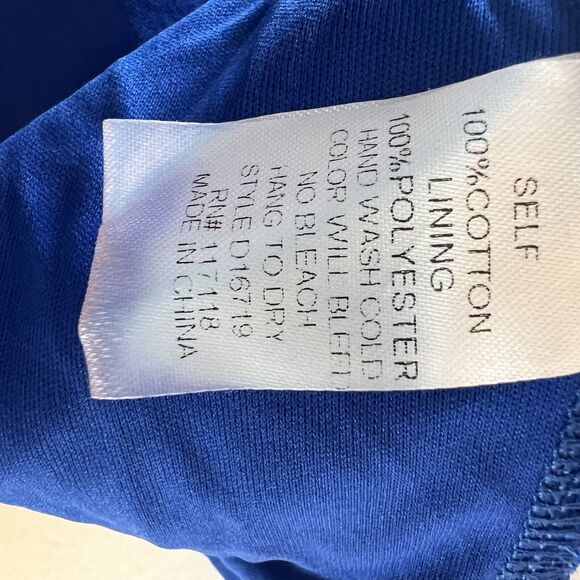 SELF
100%COTTON
LINING
100%POLYESTER
HAND WASH COLD
COLOR WILL BLEED
NO BLEACH
HANG TO DRY
STYLE D16719
RN# 117118
MADE IN CHINA